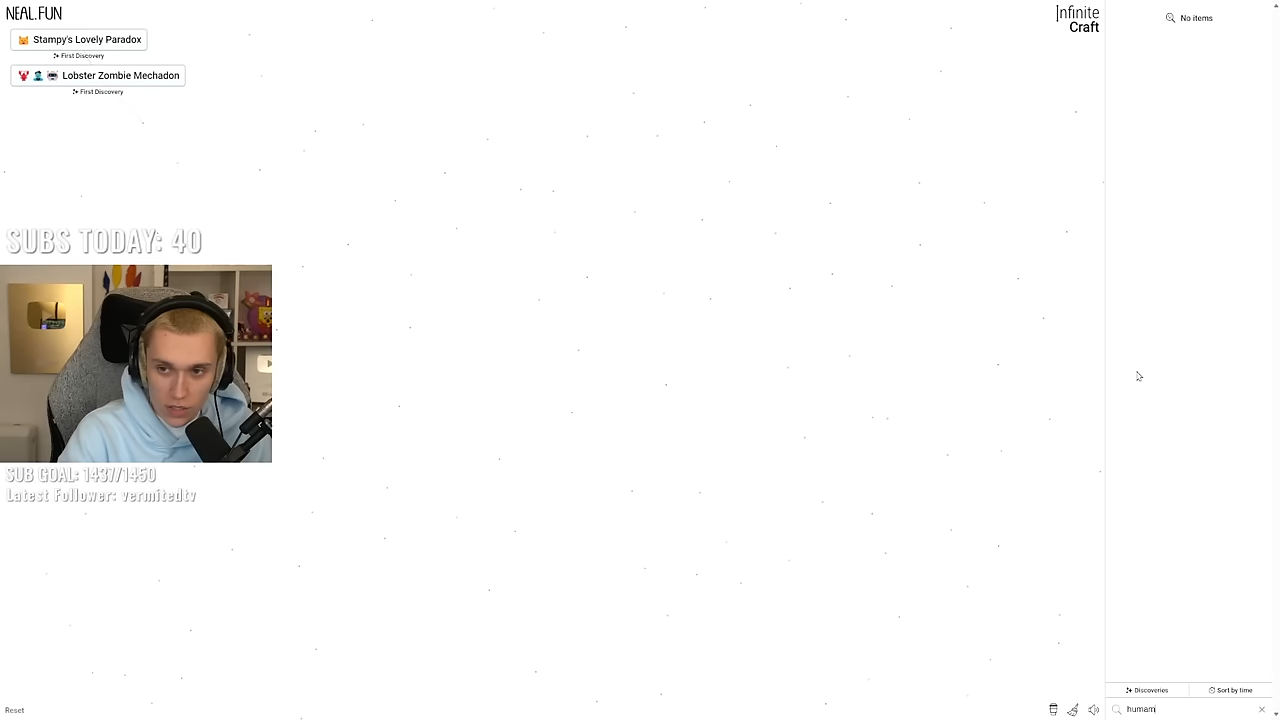 NEAL.FUN
Infinite
Craft
No items
Stampy's Lovely Paradox
First Discovery
Lobster Zombie Mechadon
First Discovery
SUBS TODAY: 40
SUB GOAL: 1437/1450
Latest Follower: vermitedtv
Discoveries
Sort by time
Reset
humam